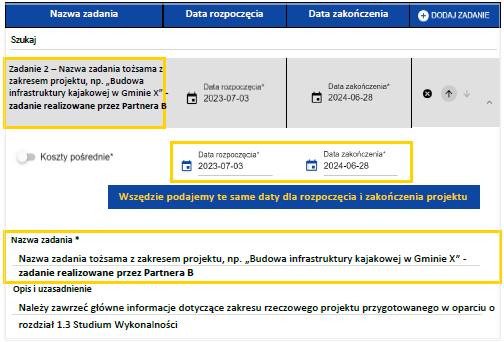 Nazwa zadania Data rozpoczęcia Data zakończenia DODAJ ZADANIE
Szukaj
Zadanie 2 – Nazwa zadania tożsama z
zakresem projektu, np. „Budowa
infrastruktury kajakowej w Gminie X” -
zadanie realizowane przez Partnera B
Data rozpoczęcia*
2023-07-03
Data zakończenia*
2024-06-28
Koszty pośrednie*
Data rozpoczęcia*
2023-07-03
Data zakończenia*
2024-06-28
Wszędzie podajemy te same daty dla rozpoczęcia i zakończenia projektu
Nazwa zadania *
Nazwa zadania tożsama z zakresem projektu, np. „Budowa infrastruktury kajakowej w Gminie X” -
zadanie realizowane przez Partnera B
Opis i uzasadnienie
Należy zawrzeć główne informacje dotyczące zakresu rzeczowego projektu przygotowanego w oparciu o
rozdział 1.3 Studium Wykonalności